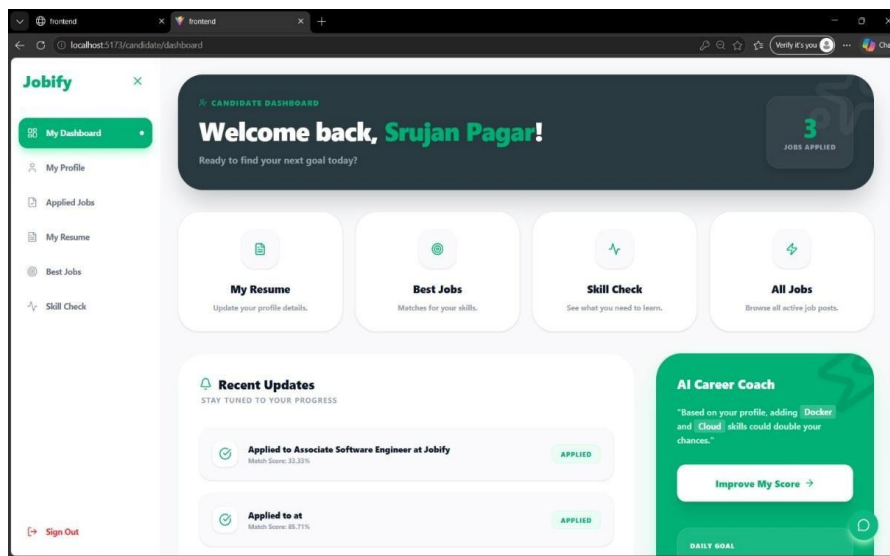 frontend
frontend
localhost:5173/candidate/dashboard
Verify it's you
Jobify
My Dashboard
My Profile
Applied Jobs
My Resume
Best Jobs
Skill Check
Sign Out
CANDIDATE DASHBOARD
Welcome back, Srujan Pagar!
Ready to find your next goal today?
3
JOBS APPLIED
My Resume
Update your profile details.
Best Jobs
Matches for your skills.
Skill Check
See what you need to learn.
All Jobs
Browse all active job posts.
Recent Updates
STAY TUNED TO YOUR PROGRESS
Applied to Associate Software Engineer at Jobify
Match Score: 33.33%
APPLIED
Applied to at
Match Score: 85.71%
APPLIED
AI Career Coach
"Based on your profile, adding Docker
and Cloud skills could double your
chances."
Improve My Score →
DAILY GOAL